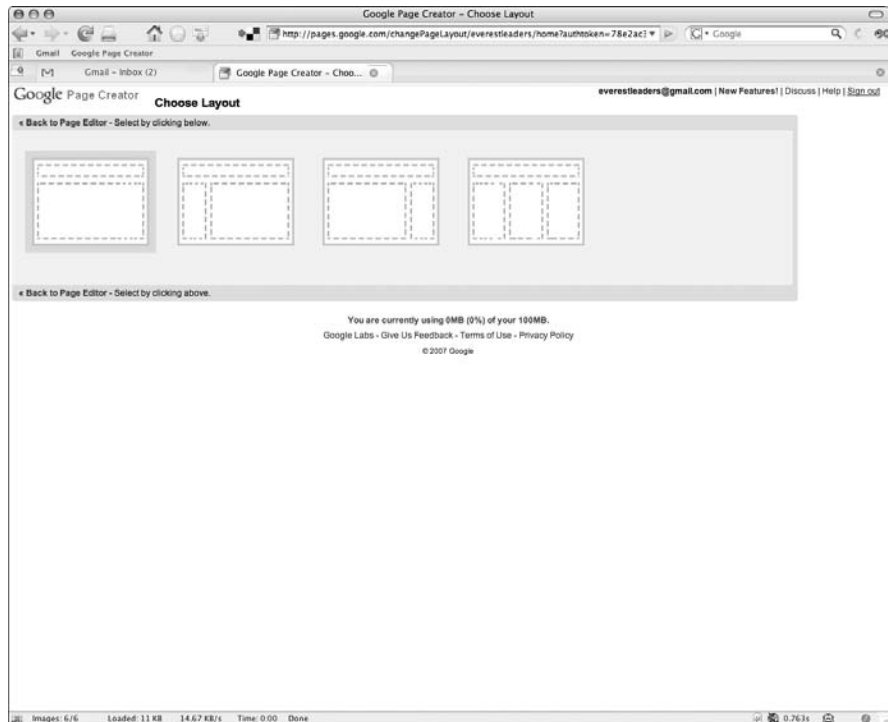 Google Page Creator – Choose Layout
http://pages.google.com/changePageLayout/everestleaders/home?authtoken=78e2ac
Google
Gmail Google Page Creator
Gmail – Inbox (2) Google Page Creator – Choo...
Google Page Creator
Choose Layout
everestleaders@gmail.com | New Features! | Discuss | Help | Sign out
« Back to Page Editor - Select by clicking below.
« Back to Page Editor - Select by clicking above.
You are currently using 0MB (0%) of your 100MB.
Google Labs - Give Us Feedback - Terms of Use - Privacy Policy
© 2007 Google
Images: 6/6 Loaded: 11 KB 14.67 KB/s Time: 0:00 Done 0.763s